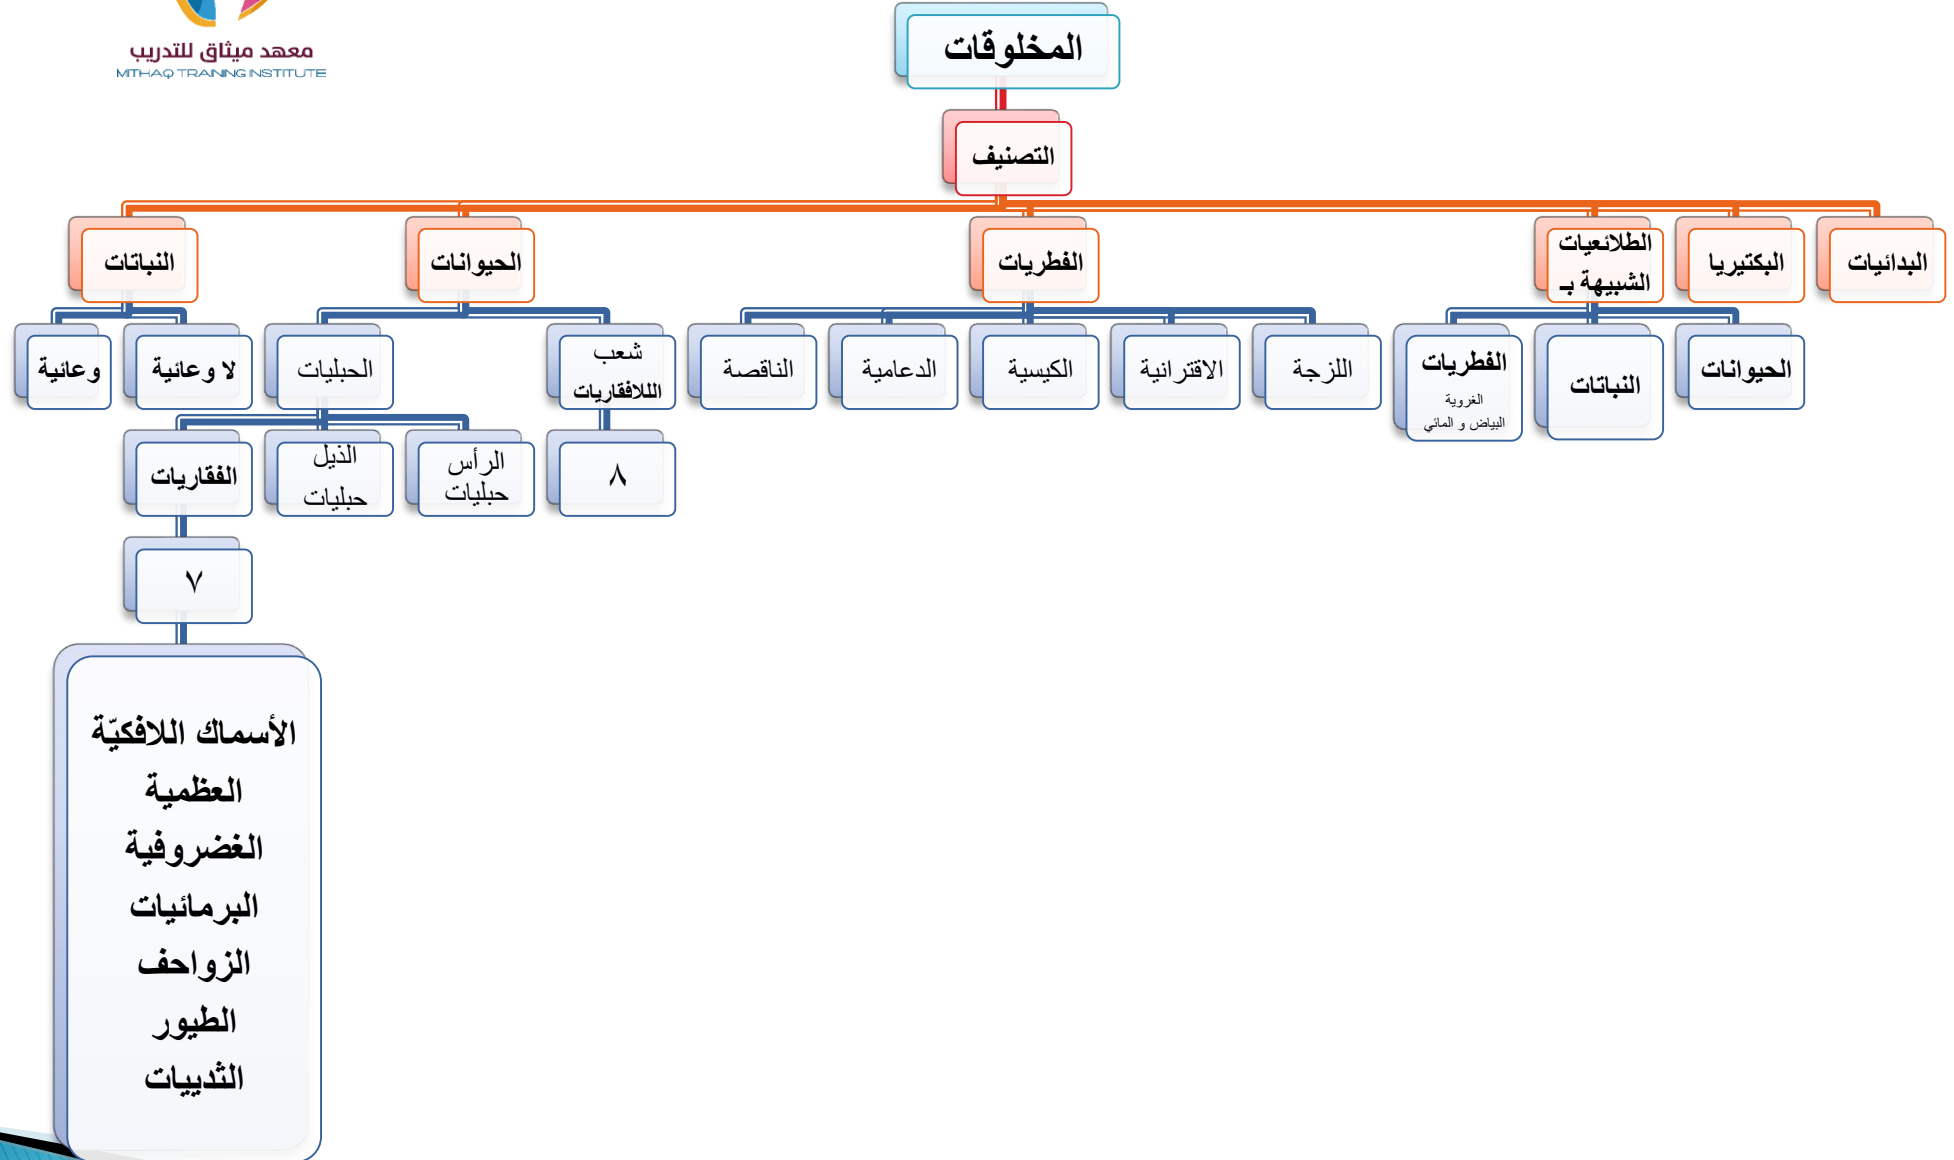 معهد ميثاق للتدريب
MITHAQ TRAINING INSTITUTE
المخلوقات
التصنيف
البدائيات
البكتيريا
الطلائعيات
الشبيهة بـ
الفطريات
الحيوانات
النباتات
الحيوانات
النباتات
الفطريات
الغروية
البياض و المائي
اللزجة
الاقترانية
الكيسية
الدعامية
الناقصة
شعب
اللافقاريات
الحبليات
لا وعائية
وعائية
٨
الرأس
حبليات
الذيل
حبليات
الفقاريات
٧
الأسماك اللافكيّة
العظمية
الغضروفية
البرمائيات
الزواحف
الطيور
الثدييات